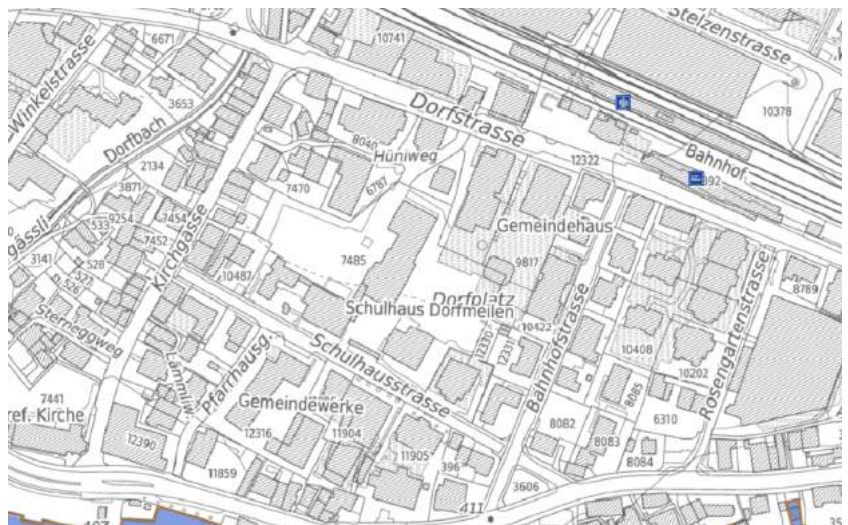 6671
10741
Stelzenstrasse
Winkelstrasse
3653
Dorfbach
Dorfstrasse
10378
8040
Hüniweg
12322
Bahnhof
2134
3871
7470
6787
9254
7454
533
7452
gässli
3141
528
527
526
Kirchgasse
10487
7485
Gemeindehaus
9817
Dorfplatz
Schulhaus Dorfmeilen
8789
Sterneggweg
Schulhausstrasse
12330
12331
10422
Bahnhofstrasse
10408
Rosengartenstrasse
10202
Lämmliw.
Pfarrhausg.
7441
ref. Kirche
Gemeindewerke
12390
12316
11904
11905
396
11859
8085
6310
8082
8083
8084
3606
411